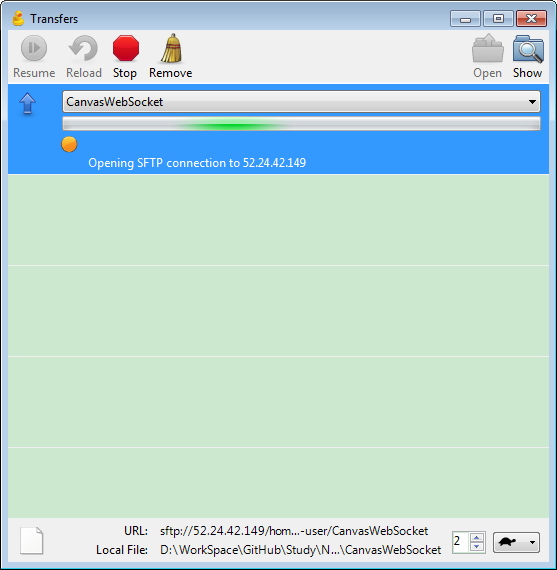 Transfers
Resume Reload Stop Remove Open Show
CanvasWebSocket
Opening SFTP connection to 52.24.42.149
URL: sftp://52.24.42.149/hom...-user/CanvasWebSocket
Local File: D:\WorkSpace\GitHub\Study\N...\CanvasWebSocket
2